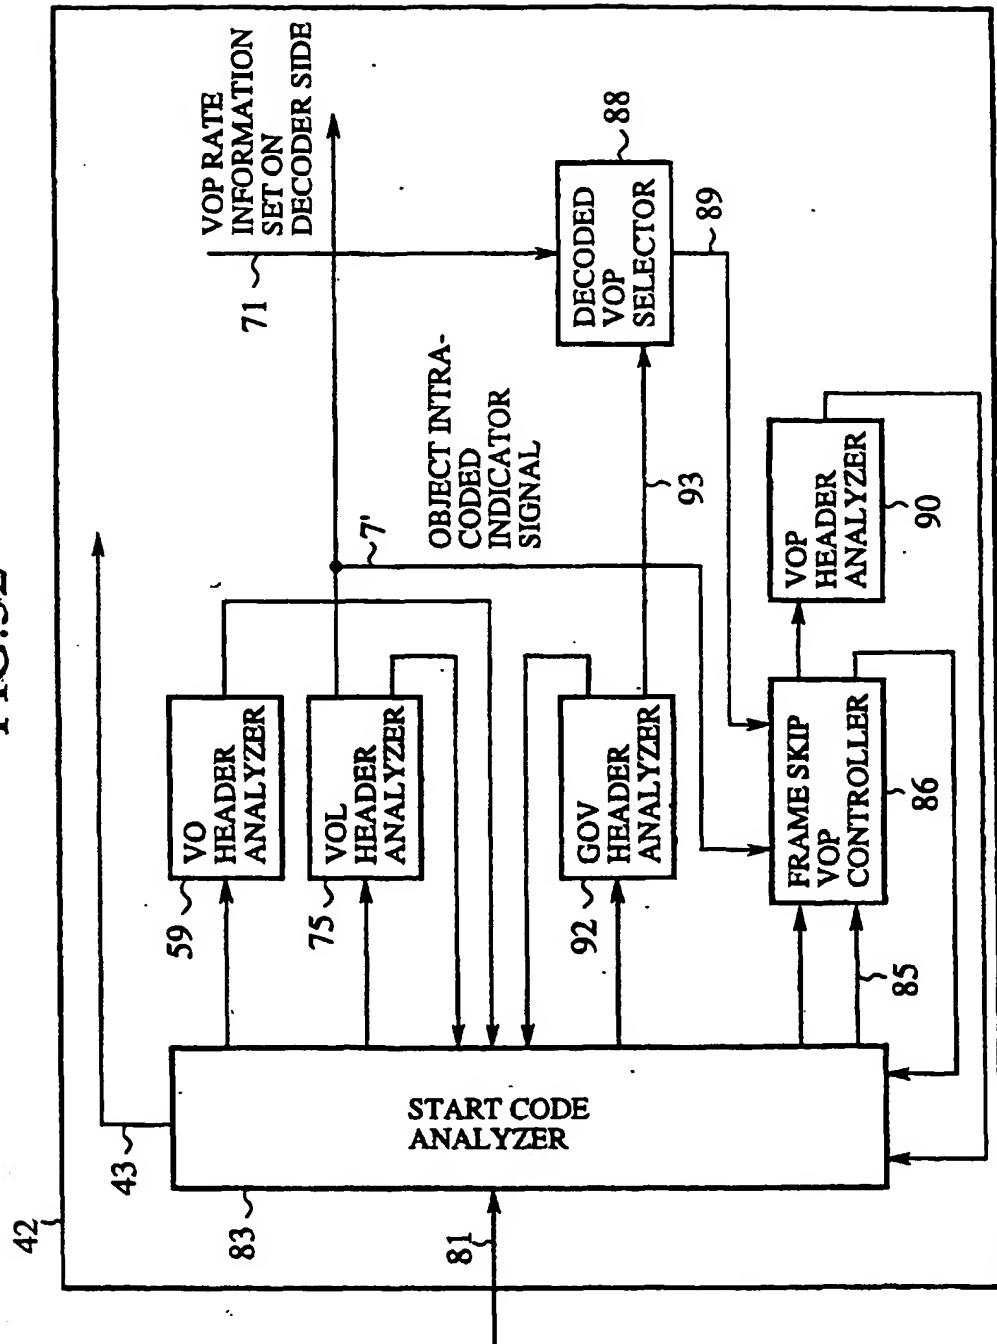 42
43
83
START CODE
ANALYZER
81
59
VO
HEADER
ANALYZER
75
VOL
HEADER
ANALYZER
92
GOV
HEADER
ANALYZER
FRAME SKIP
VOP
CONTROLLER
86
85
7'
OBJECT INTRA-
CODED
INDICATOR
SIGNAL
VOP RATE
INFORMATION
SET ON
DECODER SIDE
71
DECODED
VOP
SELECTOR
88
89
93
VOP
HEADER
ANALYZER
90